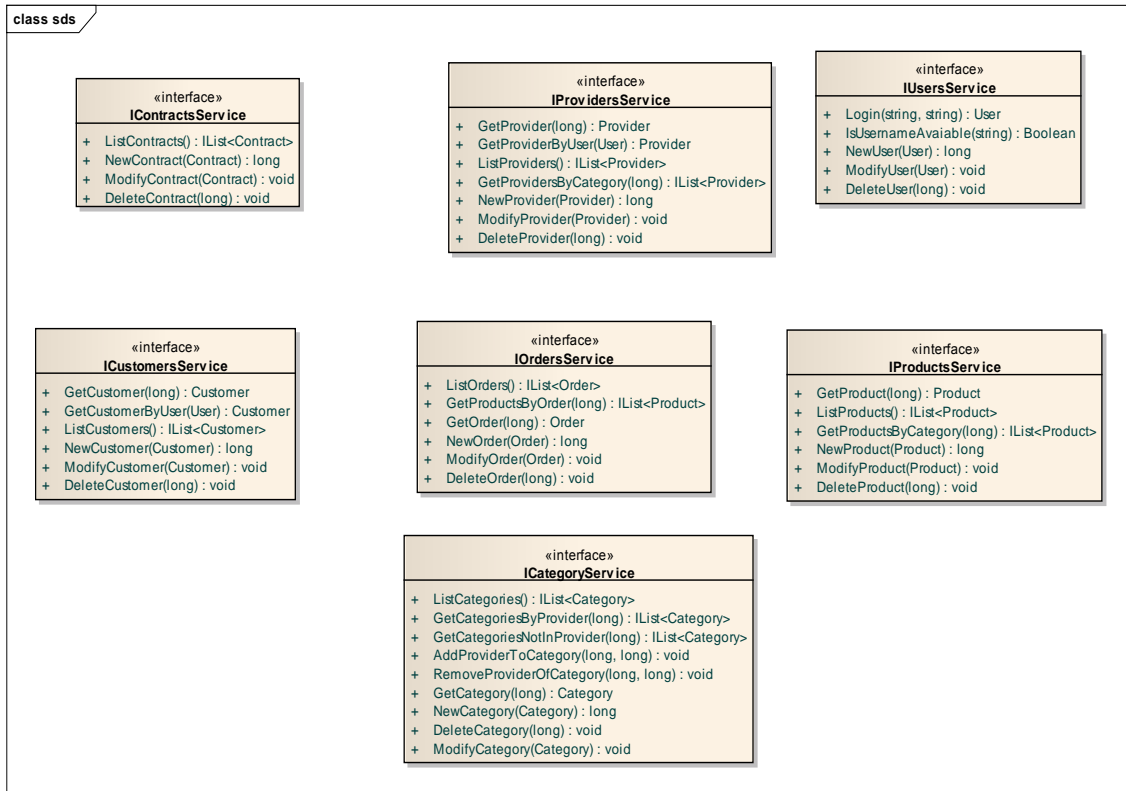 class sds
«interface»
IContractsService
+ ListContracts() : IList<Contract>
+ NewContract(Contract) : long
+ ModifyContract(Contract) : void
+ DeleteContract(long) : void
«interface»
IProvidersService
+ GetProvider(long) : Provider
+ GetProviderByUser(User) : Provider
+ ListProviders() : IList<Provider>
+ GetProvidersByCategory(long) : IList<Provider>
+ NewProvider(Provider) : long
+ ModifyProvider(Provider) : void
+ DeleteProvider(long) : void
«interface»
IUsersService
+ Login(string, string) : User
+ IsUsernameAvaiable(string) : Boolean
+ NewUser(User) : long
+ ModifyUser(User) : void
+ DeleteUser(long) : void
«interface»
ICustomersService
+ GetCustomer(long) : Customer
+ GetCustomerByUser(User) : Customer
+ ListCustomers() : IList<Customer>
+ NewCustomer(Customer) : long
+ ModifyCustomer(Customer) : void
+ DeleteCustomer(long) : void
«interface»
IOrdersService
+ ListOrders() : IList<Order>
+ GetProductsByOrder(long) : IList<Product>
+ GetOrder(long) : Order
+ NewOrder(Order) : long
+ ModifyOrder(Order) : void
+ DeleteOrder(long) : void
«interface»
IProductsService
+ GetProduct(long) : Product
+ ListProducts() : IList<Product>
+ GetProductsByCategory(long) : IList<Product>
+ NewProduct(Product) : long
+ ModifyProduct(Product) : void
+ DeleteProduct(long) : void
«interface»
ICategoryService
+ ListCategories() : IList<Category>
+ GetCategoriesByProvider(long) : IList<Category>
+ GetCategoriesNotInProvider(long) : IList<Category>
+ AddProviderToCategory(long, long) : void
+ RemoveProviderOfCategory(long, long) : void
+ GetCategory(long) : Category
+ NewCategory(Category) : long
+ DeleteCategory(long) : void
+ ModifyCategory(Category) : void